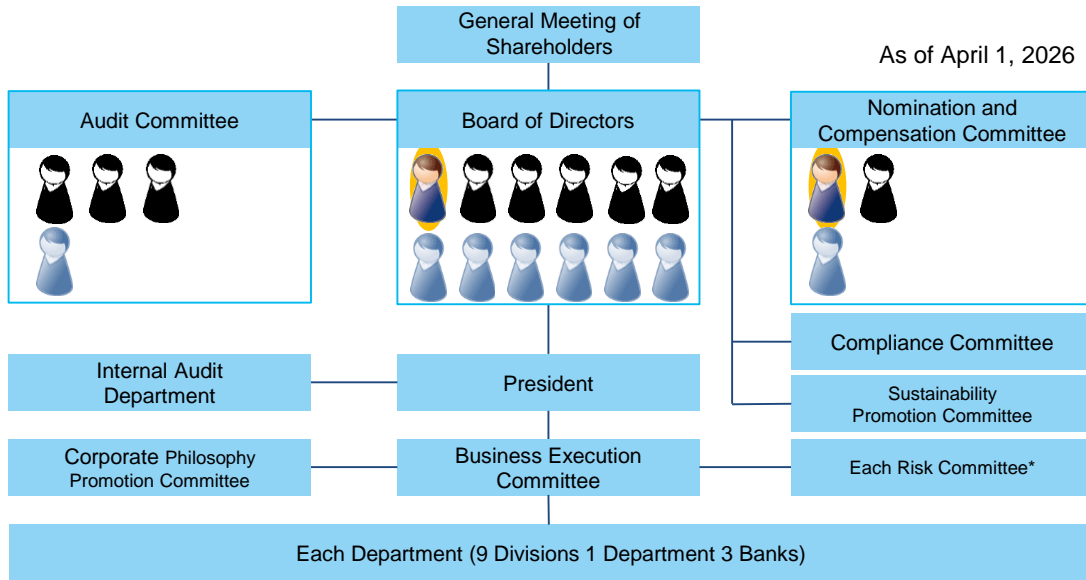 General Meeting of
Shareholders
As of April 1, 2026
Audit Committee
Board of Directors
Nomination and
Compensation Committee
Compliance Committee
Internal Audit
Department
President
Sustainability
Promotion Committee
Corporate Philosophy
Promotion Committee
Business Execution
Committee
Each Risk Committee*
Each Department (9 Divisions 1 Department 3 Banks)